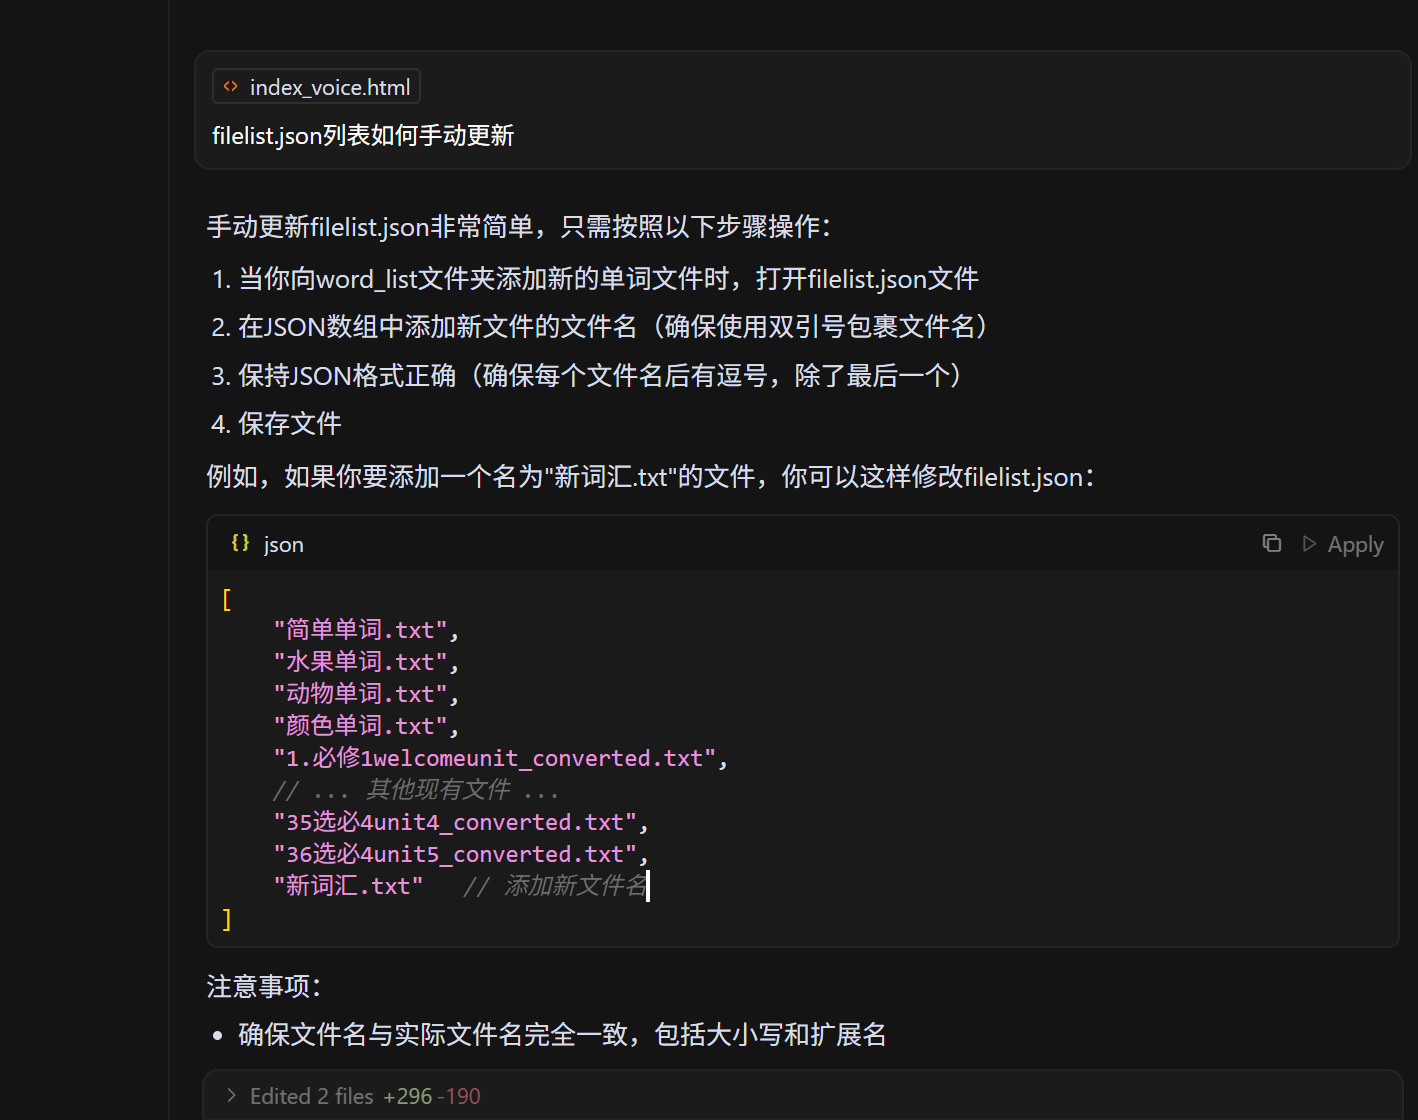 index_voice.html
filelist.json列表如何手动更新
手动更新filelist.json非常简单，只需按照以下步骤操作：
1. 当你向word_list文件夹添加新的单词文件时，打开filelist.json文件
2. 在JSON数组中添加新文件的文件名（确保使用双引号包裹文件名）
3. 保持JSON格式正确（确保每个文件名后有逗号，除了最后一个）
4. 保存文件
例如，如果你要添加一个名为"新词汇.txt"的文件，你可以这样修改filelist.json：
{} json Apply
[
"简单单词.txt",
"水果单词.txt",
"动物单词.txt",
"颜色单词.txt",
"1.必修1welcomeunit_converted.txt",
// ... 其他现有文件 ...
"35选必4unit4_converted.txt",
"36选必4unit5_converted.txt",
"新词汇.txt" // 添加新文件名
]
注意事项：
• 确保文件名与实际文件名完全一致，包括大小写和扩展名
Edited 2 files +296 -190